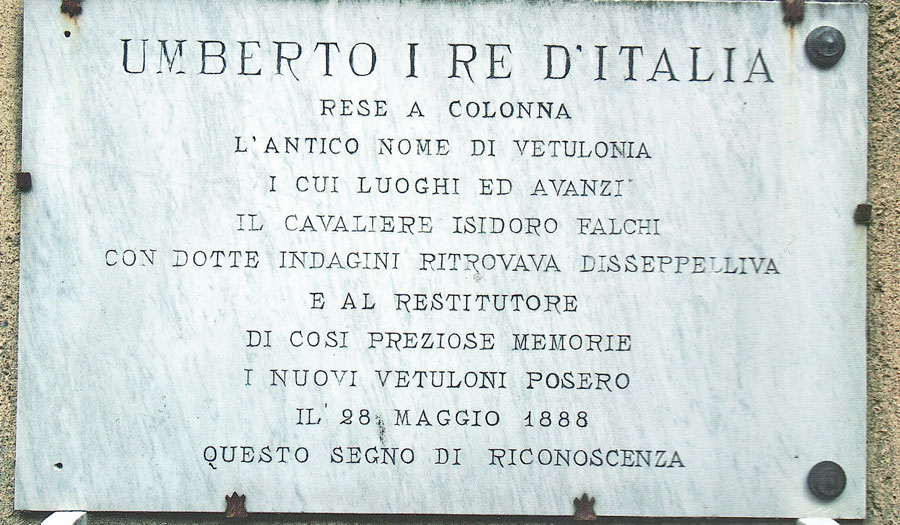 UMBERTO I RE D'ITALIA
RESE A COLONNA
L'ANTICO NOME DI VETULONIA
I CUI LUOGHI ED AVANZI
IL CAVALIERE ISIDORO FALCHI
CON DOTTE INDAGINI RITROVAVA DISSEPPELLIVA
E AL RESTITUTORE
DI COSI PREZIOSE MEMORIE
I NUOVI VETULONI POSERO
IL 28 MAGGIO 1888
QUESTO SEGNO DI RICONOSCENZA